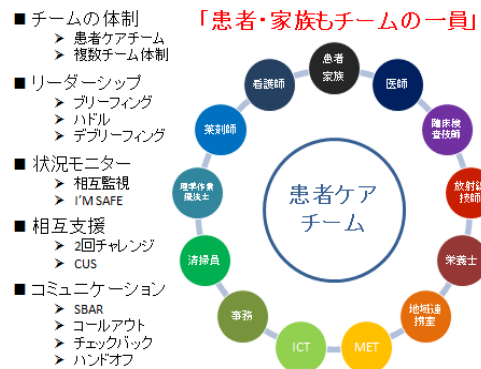 ■ チームの体制
➤ 患者ケアチーム
➤ 複数チーム体制
■ リーダーシップ
➤ ブリーフィング
➤ ハドル
➤ デブリーフィング
■ 状況モニター
➤ 相互監視
➤ I'M SAFE
■ 相互支援
➤ 2回チャレンジ
➤ CUS
■ コミュニケーション
➤ SBAR
➤ コールアウト
➤ チェックバック
➤ ハンドオフ
「患者・家族もチームの一員」
患者
家族
医師
臨床検
査技師
放射線
技師
栄養士
地域連
携室
MET
ICT
事務
清掃員
理学作業
療法士
薬剤師
看護師
患者ケア
チーム